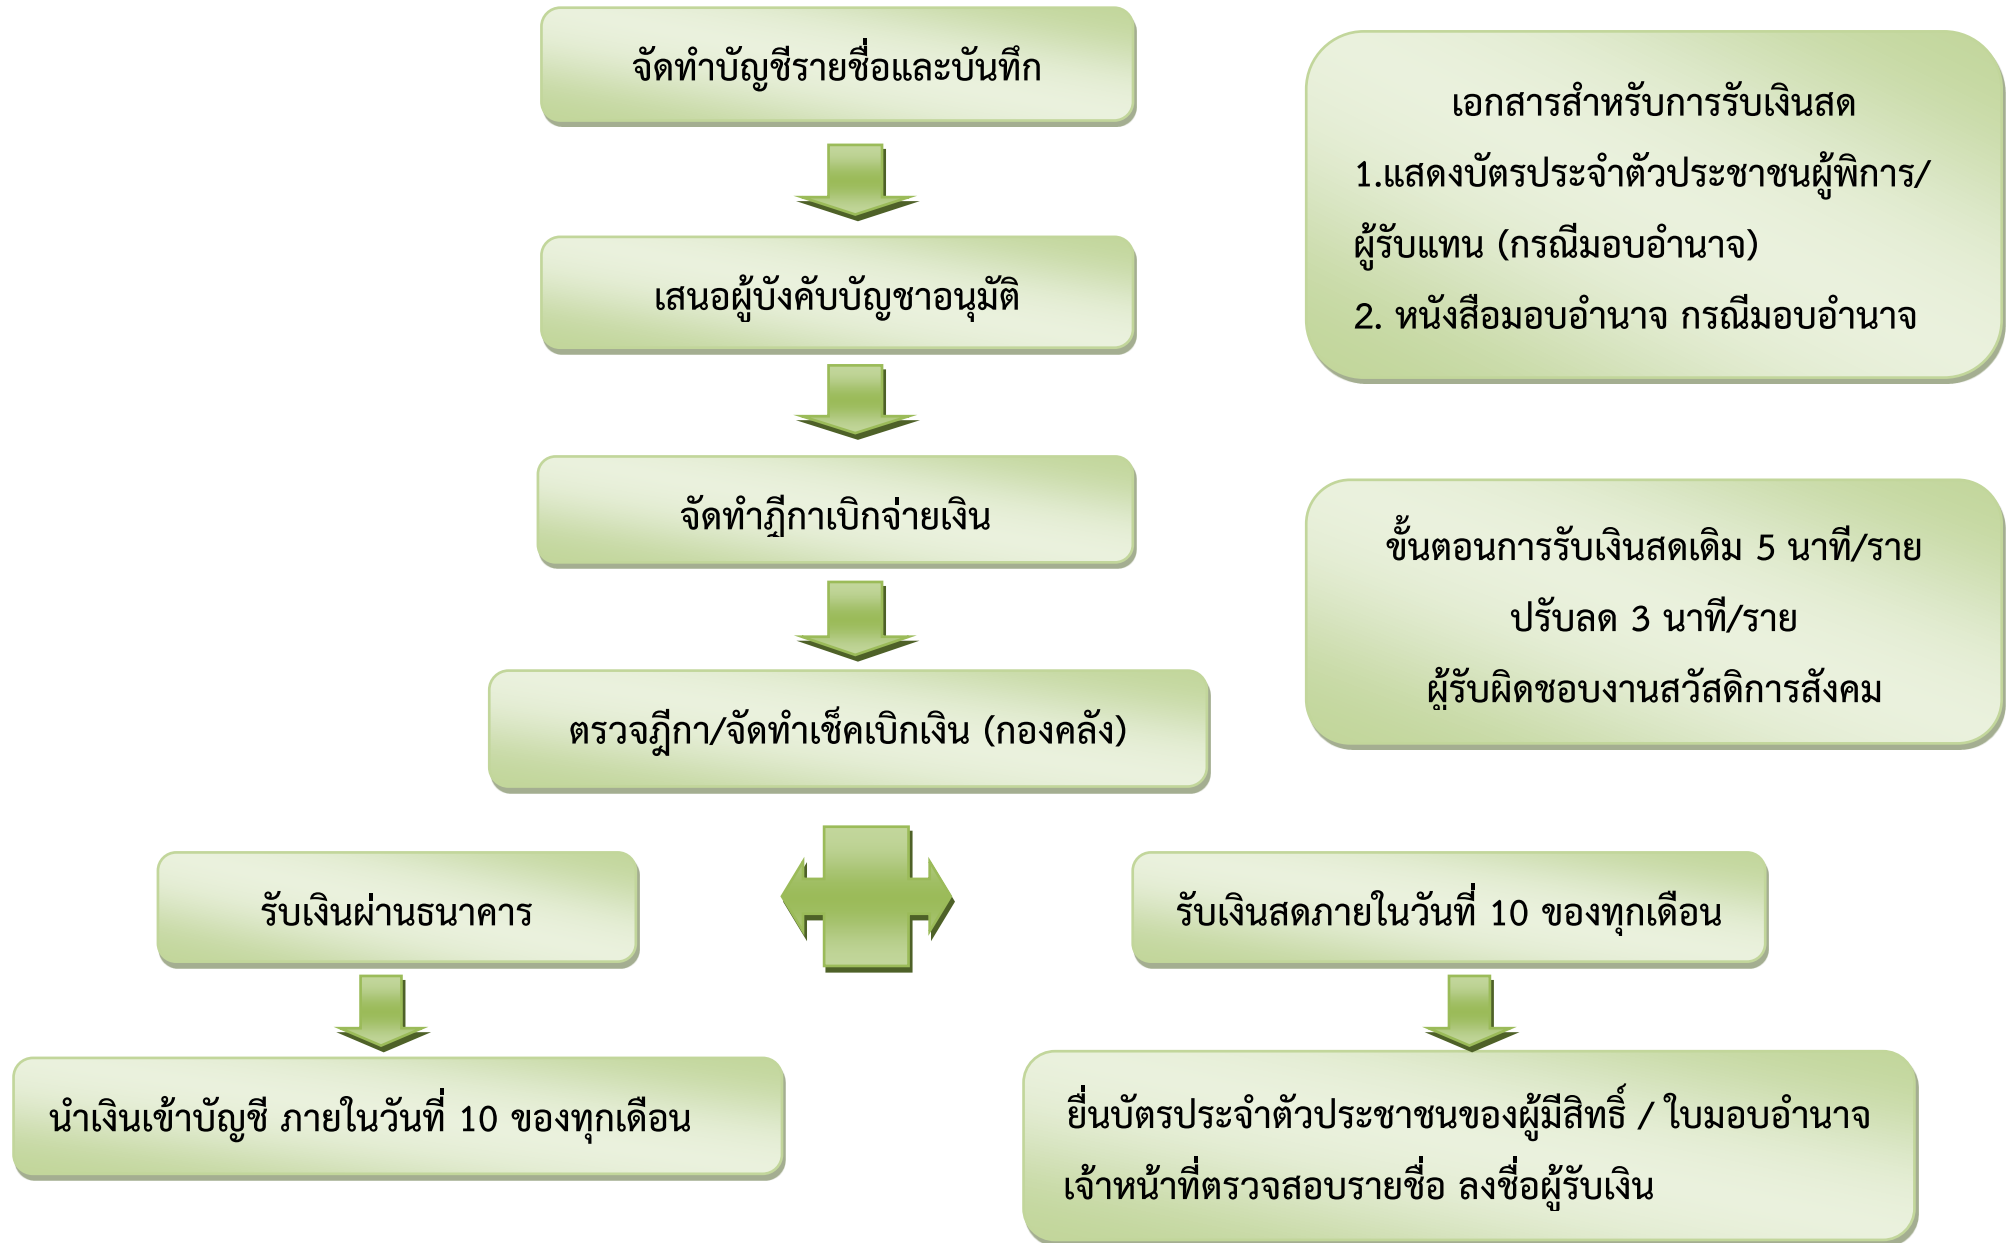 จัดทำบัญชีรายชื่อและบันทึก
เสนอผู้บังคับบัญชาอนุมัติ
จัดทำฎีกาเบิกจ่ายเงิน
ตรวจฎีกา/จัดทำเช็คเบิกเงิน (กองคลัง)
รับเงินผ่านธนาคาร
นำเงินเข้าบัญชี ภายในวันที่ 10 ของทุกเดือน
รับเงินสดภายในวันที่ 10 ของทุกเดือน
ยื่นบัตรประจำตัวประชาชนของผู้มีสิทธิ์ / ใบมอบอำนาจ
เจ้าหน้าที่ตรวจสอบรายชื่อ ลงชื่อผู้รับเงิน
เอกสารสำหรับการรับเงินสด
1.แสดงบัตรประจำตัวประชาชนผู้พิการ/
ผู้รับแทน (กรณีมอบอำนาจ)
2. หนังสือมอบอำนาจ กรณีมอบอำนาจ
ขั้นตอนการรับเงินสดเดิม 5 นาที/ราย
ปรับลด 3 นาที/ราย
ผู้รับผิดชอบงานสวัสดิการสังคม